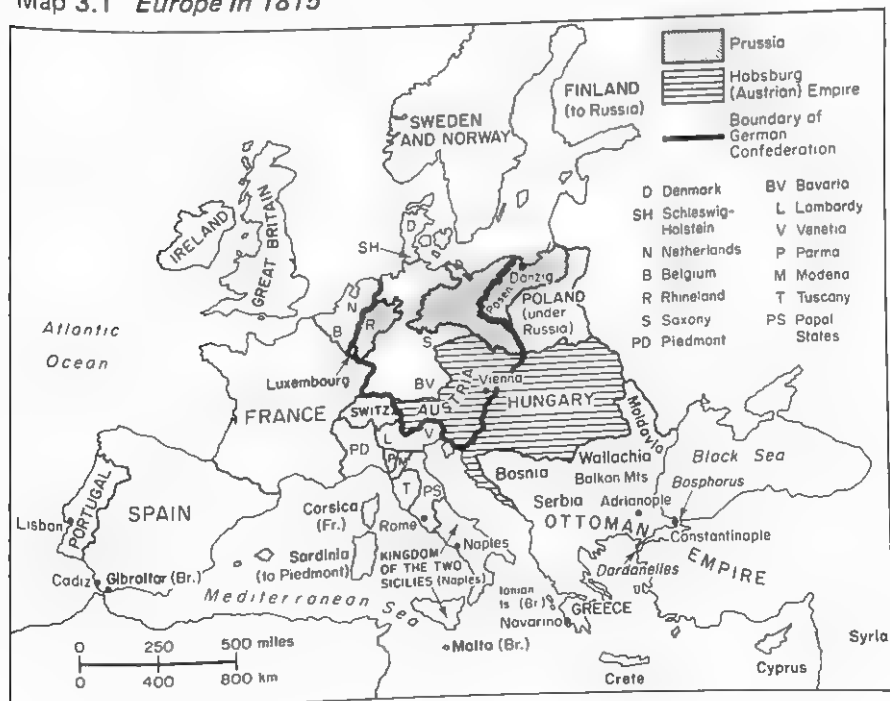 Map 3.1 Europe in 1815
Prussia
Habsburg
(Austrian) Empire
Boundary of
German
Confederation
D Denmark
SH Schleswig-
Holstein
N Netherlands
B Belgium
R Rhineland
S Saxony
PD Piedmont
BV Bavaria
L Lombardy
V Venetia
P Parma
M Modena
T Tuscany
PS Papal
States
FINLAND
(to Russia)
SWEDEN
AND NORWAY
IRELAND
GREAT BRITAIN
D
SH
Danzig
Posen
POLAND
(under
Russia)
N
B
R
S
Atlantic
Ocean
Luxembourg
BV
Vienna
AUSTRIA
HUNGARY
FRANCE
SWITZ.
Moldavia
PD
L
V
P
M
Wallachia
Balkan Mts
Black Sea
Bosphorus
Bosnia
Serbia
Adrianople
T
PS
PORTUGAL
Lisbon
SPAIN
Corsica
(Fr.)
Rome
OTTOMAN
EMPIRE
Constantinople
Dardanelles
Sardinia
(to Piedmont)
Naples
KINGDOM
OF THE TWO
SICILIES (Naples)
Cadiz
Gibraltar (Br.)
Mediterranean Sea
Ionian
Is (Br)
GREECE
Navarino
Malta (Br.)
Crete
Cyprus
Syria
0 250 500 miles
0 400 800 km